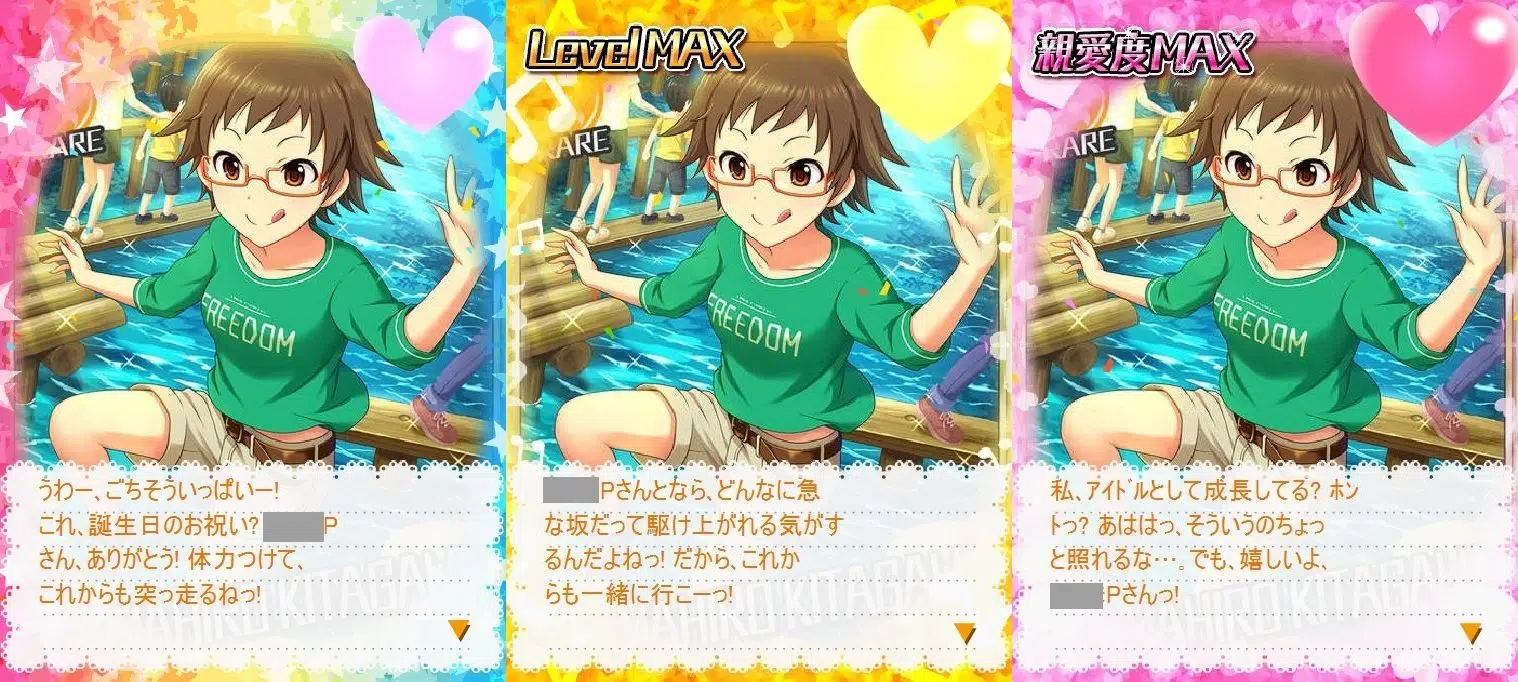 RARE
FREEDOM
うわー、ごちそういっぱいー!
これ、誕生日のお祝い? P
さん、ありがとう! 体力つけて、
これからも突っ走るねっ!
Level MAX
RARE
FREEDOM
Pさんとなら、どんなに急
な坂だって駆け上がれる気がす
るんだよねっ! だから、これか
らも一緒に行こーっ!
親愛度MAX
RARE
FREEDOM
私、アイドルとして成長してる? ホン
トっ? あははっ、そういうのちょっ
と照れるな…。でも、嬉しいよ、
Pさんっ!